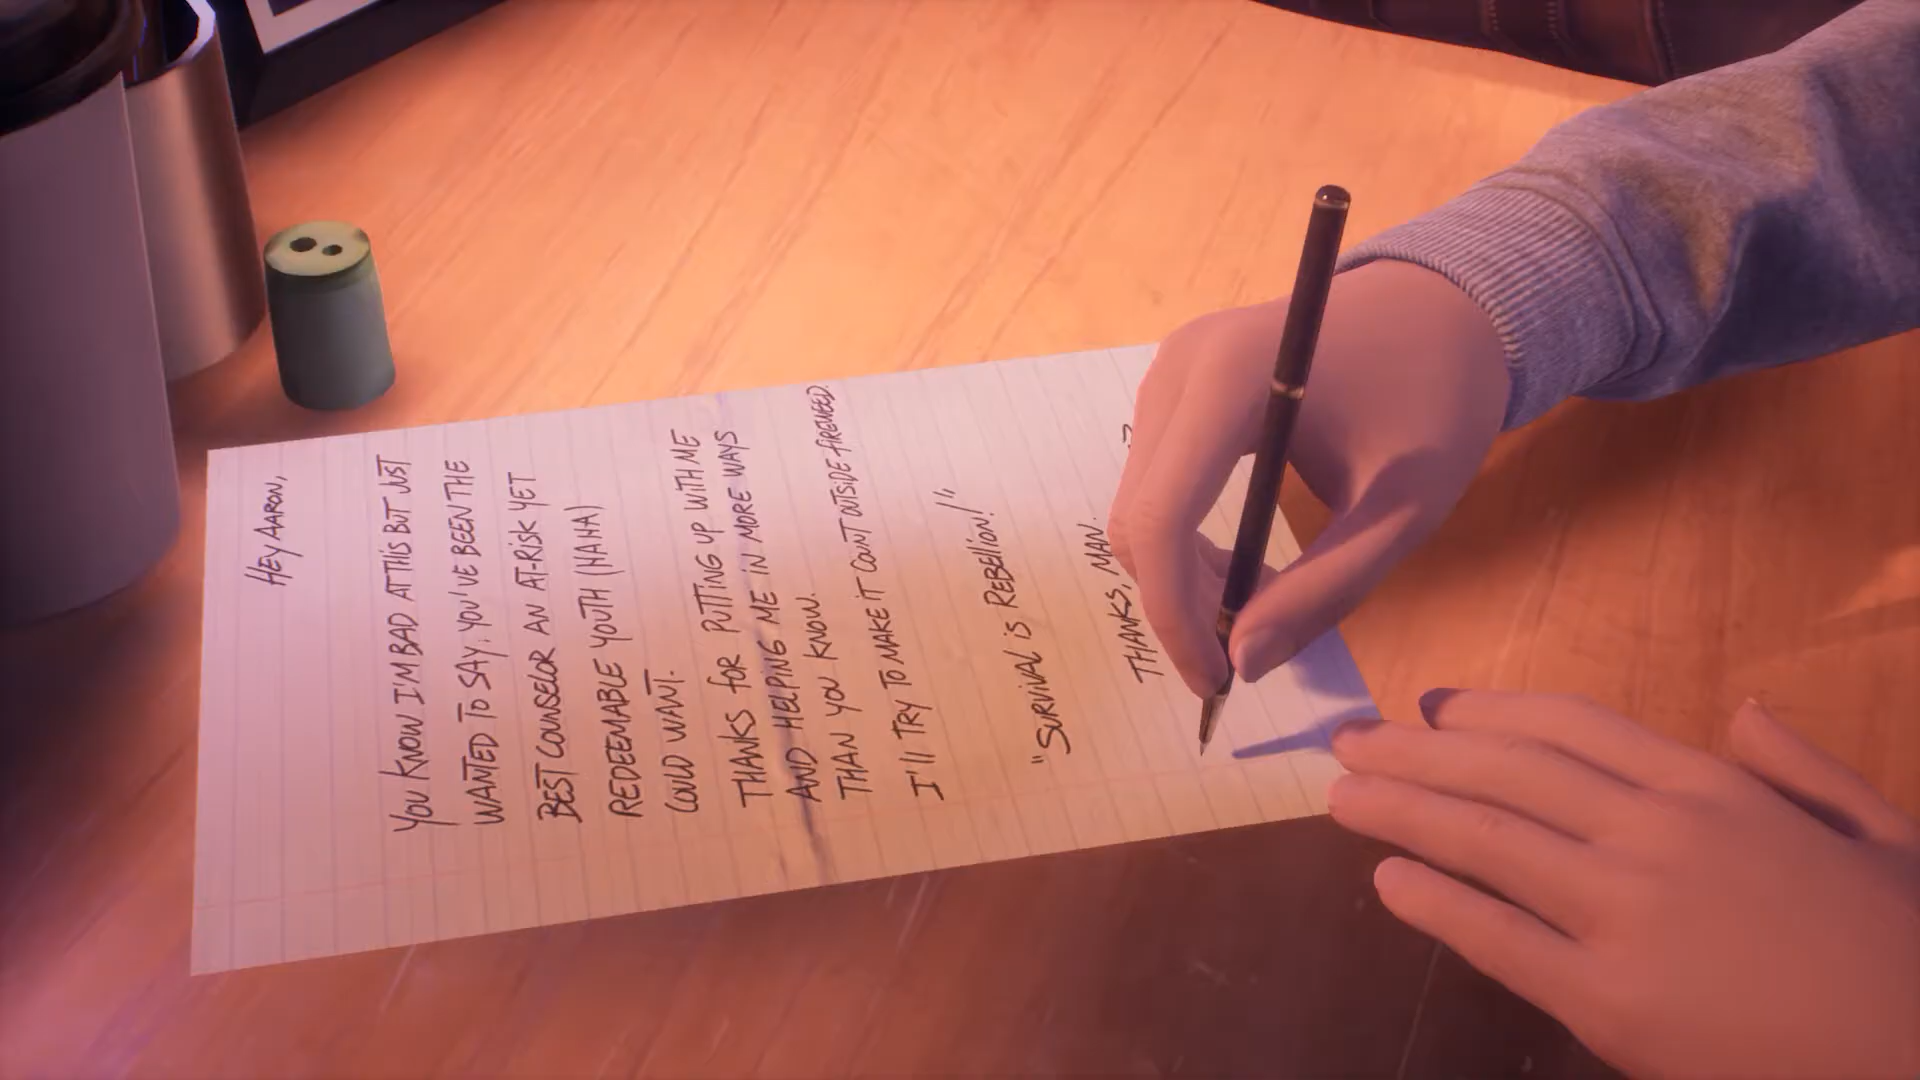 HEY AARON,
YOU KNOW I'M BAD AT THIS BUT JUST
WANTED TO SAY: YOU'VE BEEN THE
BEST COUNSELOR AN AT-RISK YET
REDEEMABLE YOUTH (HAHA)
COULD WANT.
THANKS FOR PUTTING UP WITH ME
AND HELPING ME IN MORE WAYS
THAN YOU KNOW.
I'll TRY TO MAKE IT COUNT OUTSIDE FIREWEED.
"SURVIVAL IS REBELLION!"
THANKS, MAN.